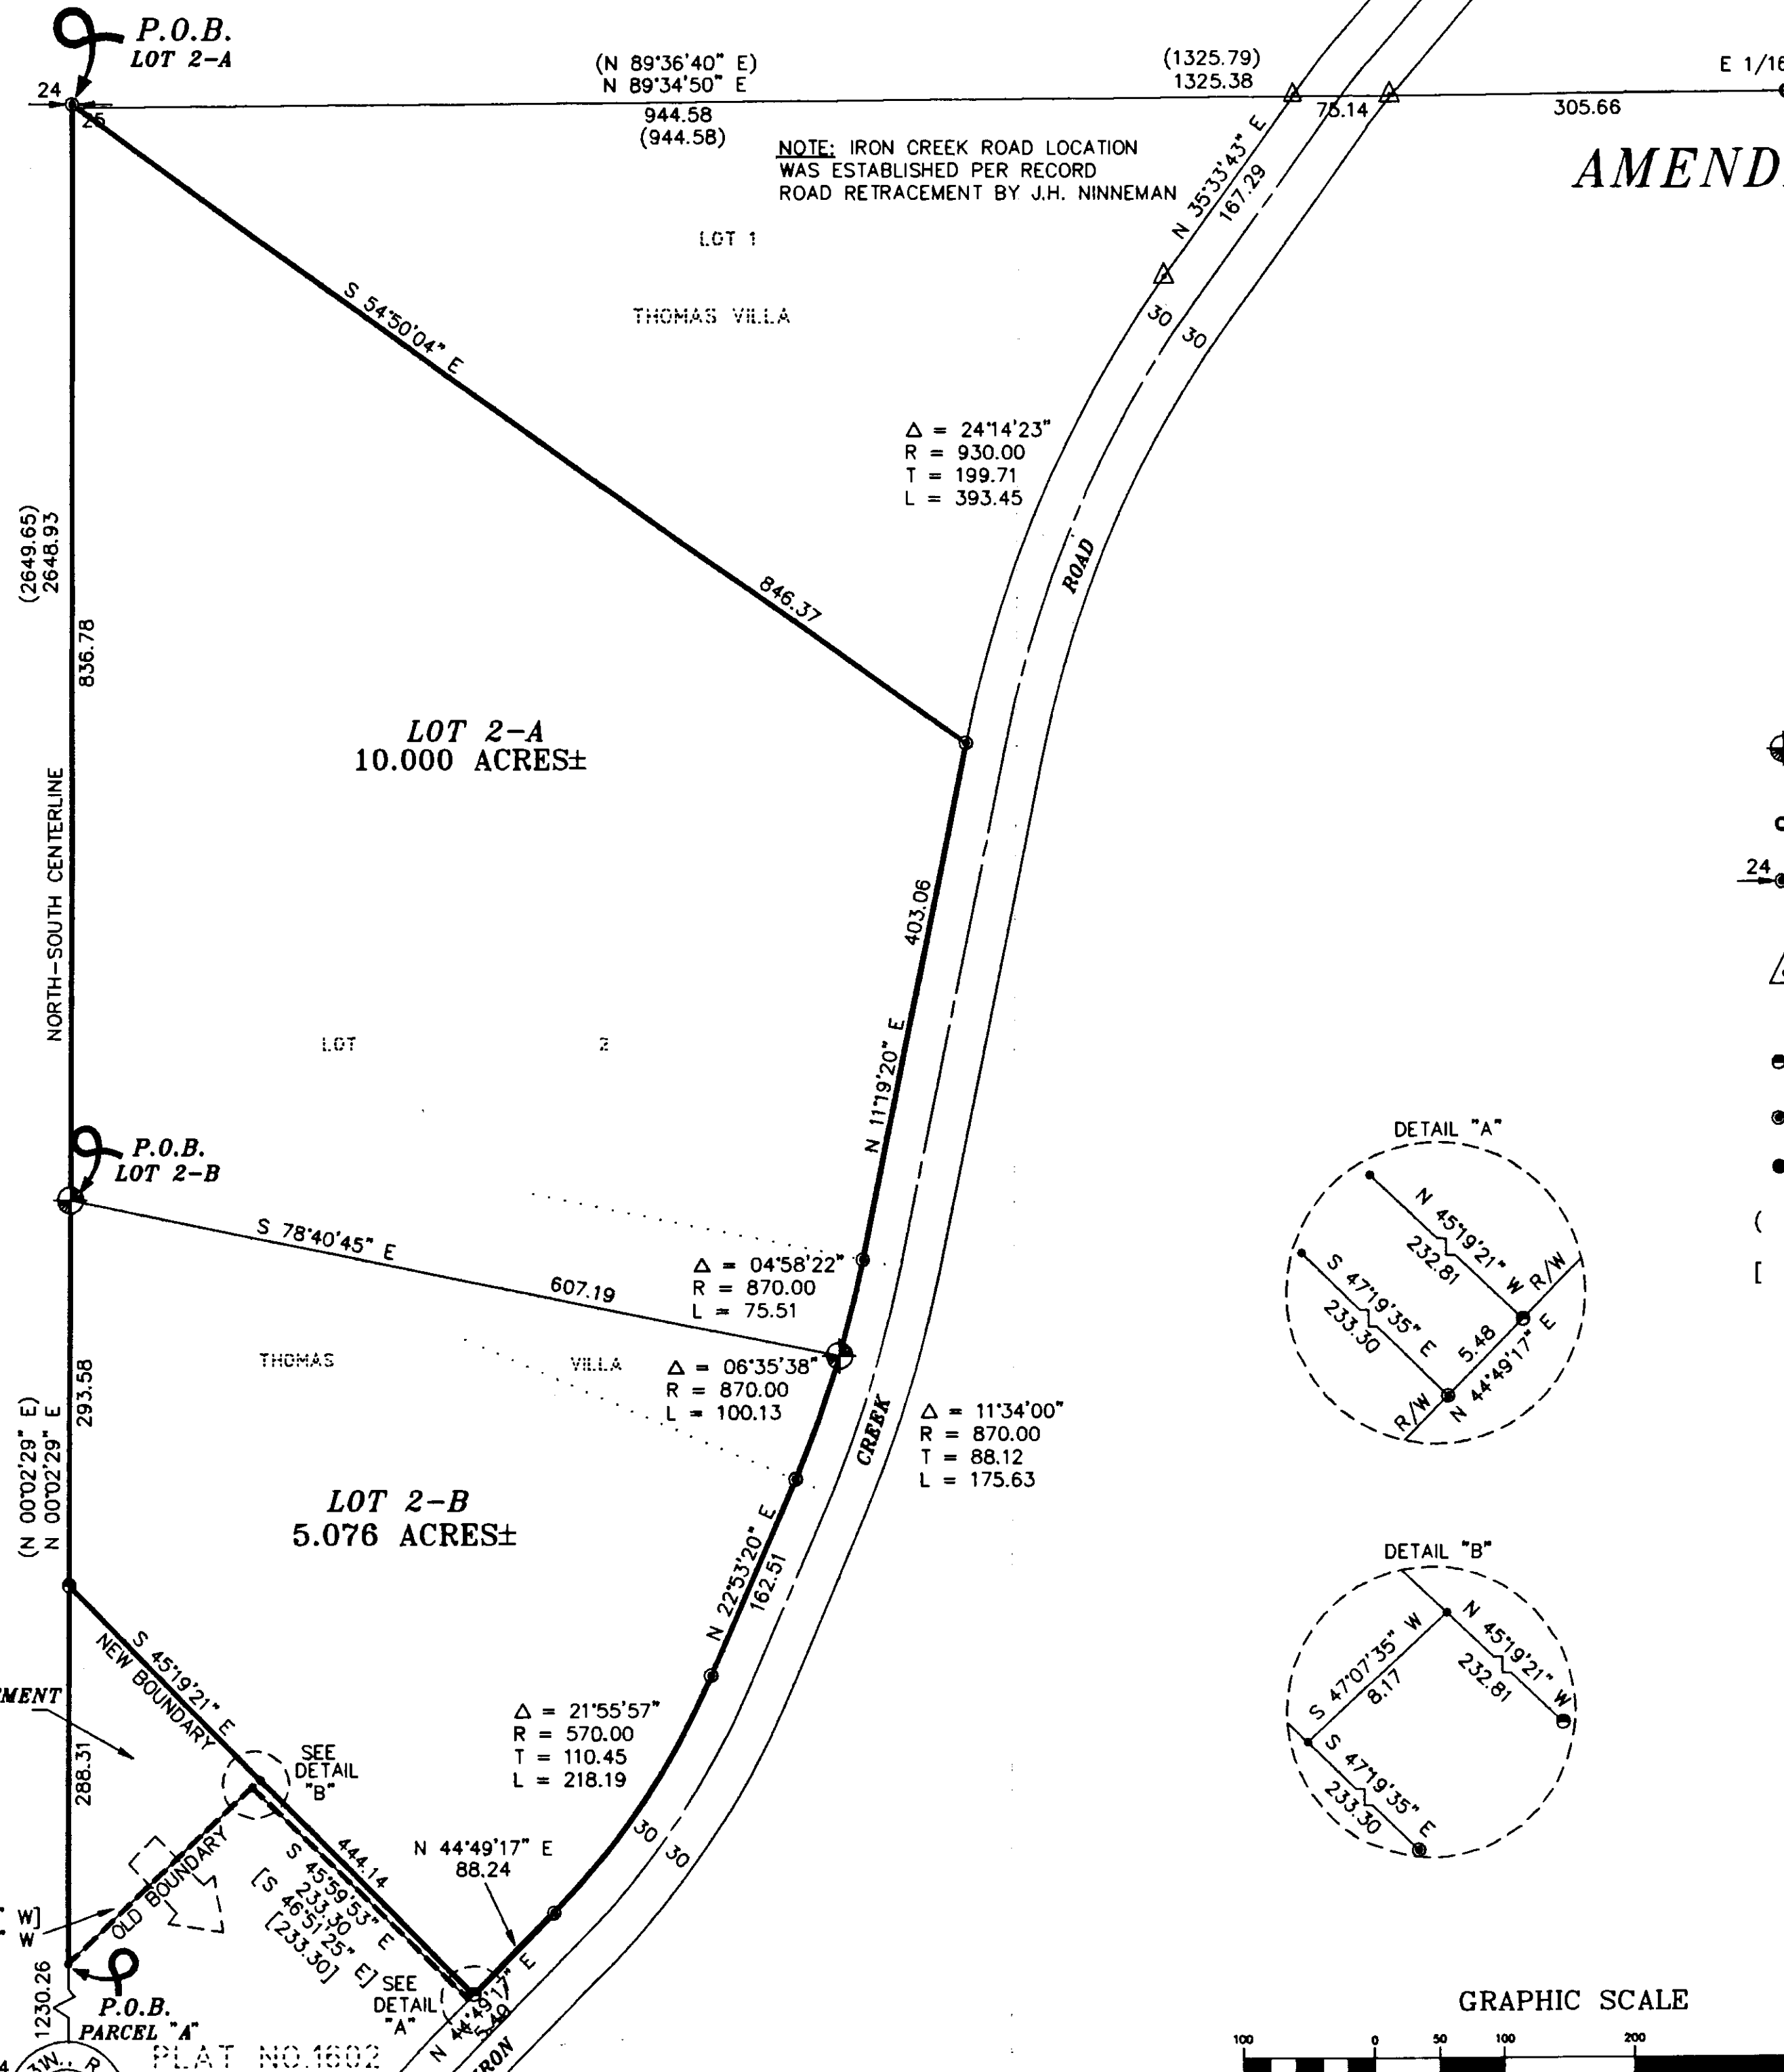 P.O.B.
LOT 2-A
24
25
(N 89°36'40" E)
N 89°34'50" E
944.58
(944.58)
(1325.79)
1325.38
75.14
305.66
E 1/16
NOTE: IRON CREEK ROAD LOCATION
WAS ESTABLISHED PER RECORD
ROAD RETRACEMENT BY J.H. NINNEMAN
N 35°33'43" E
167.29
30
30
LOT 1
THOMAS VILLA
S 54°50'04" E
846.37
Δ = 24°14'23"
R = 930.00
T = 199.71
L = 393.45
ROAD
(2649.65)
2648.93
836.78
NORTH-SOUTH CENTERLINE
LOT 2-A
10.000 ACRES±
403.06
N 11°19'20" E
LOT 2
24
P.O.B.
LOT 2-B
S 78°40'45" E
607.19
Δ = 04°58'22"
R = 870.00
L = 75.51
THOMAS VILLA
Δ = 06°35'38"
R = 870.00
L = 100.13
CREEK
Δ = 11°34'00"
R = 870.00
T = 88.12
L = 175.63
(N 00°02'29" E)
N 00°02'29" E
293.58
LOT 2-B
5.076 ACRES±
N 22°53'20" E
162.51
S 45°19'21" E
NEW BOUNDARY
444.14
SEE
DETAIL
"B"
Δ = 21°55'57"
R = 570.00
T = 110.45
L = 218.19
N 44°49'17" E
88.24
30
30
288.31
OLD BOUNDARY
S 45°59'53" E
233.30
[S 46°51'25" E]
[233.30]
W]
W
SEE
DETAIL
"A"
N 44°49'17" E
1230.26
P.O.B.
PARCEL "A"
PLAT NO.1602
DETAIL "A"
N 45°19'21" W
232.81
S 47°19'35" E
233.30
R/W
5.48
N 44°49'17" E
R/W
DETAIL "B"
N 45°19'21" W
232.81
S 47°07'35" W
8.17
S 47°19'35" E
233.30
GRAPHIC SCALE
100 0 50 100 200